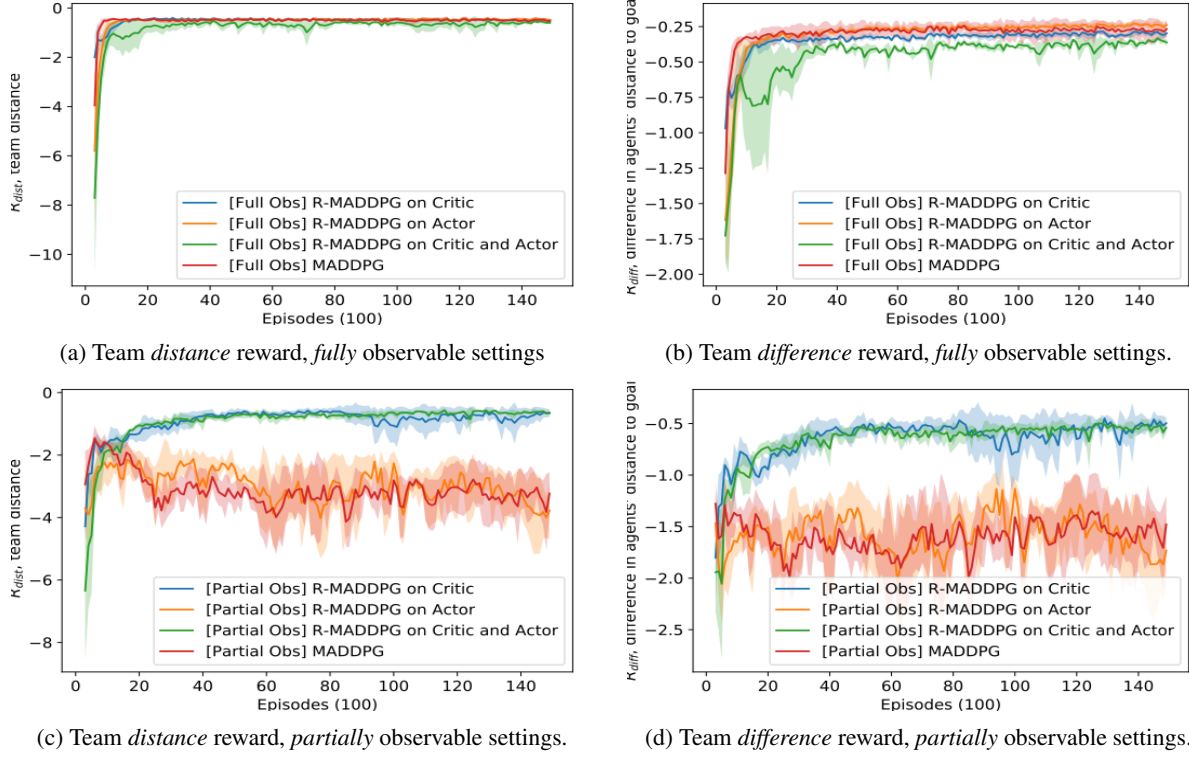 0
−2
−4
−6
−8
−10
dist, team distance
[Full Obs] R-MADDPG on Critic
[Full Obs] R-MADDPG on Actor
[Full Obs] R-MADDPG on Critic and Actor
[Full Obs] MADDPG
0 20 40 60 80 100 120 140
Episodes (100)
(a) Team distance reward, fully observable settings
−0.25
−0.50
−0.75
−1.00
−1.25
−1.50
−1.75
−2.00
diff, difference in agents' distance to goal
[Full Obs] R-MADDPG on Critic
[Full Obs] R-MADDPG on Actor
[Full Obs] R-MADDPG on Critic and Actor
[Full Obs] MADDPG
0 20 40 60 80 100 120 140
Episodes (100)
(b) Team difference reward, fully observable settings.
0
−2
−4
−6
−8
dist, team distance
[Partial Obs] R-MADDPG on Critic
[Partial Obs] R-MADDPG on Actor
[Partial Obs] R-MADDPG on Critic and Actor
[Partial Obs] MADDPG
0 20 40 60 80 100 120 140
Episodes (100)
(c) Team distance reward, partially observable settings.
−0.5
−1.0
−1.5
−2.0
−2.5
diff, difference in agents' distance to goal
[Partial Obs] R-MADDPG on Critic
[Partial Obs] R-MADDPG on Actor
[Partial Obs] R-MADDPG on Critic and Actor
[Partial Obs] MADDPG
0 20 40 60 80 100 120 140
Episodes (100)
(d) Team difference reward, partially observable settings.